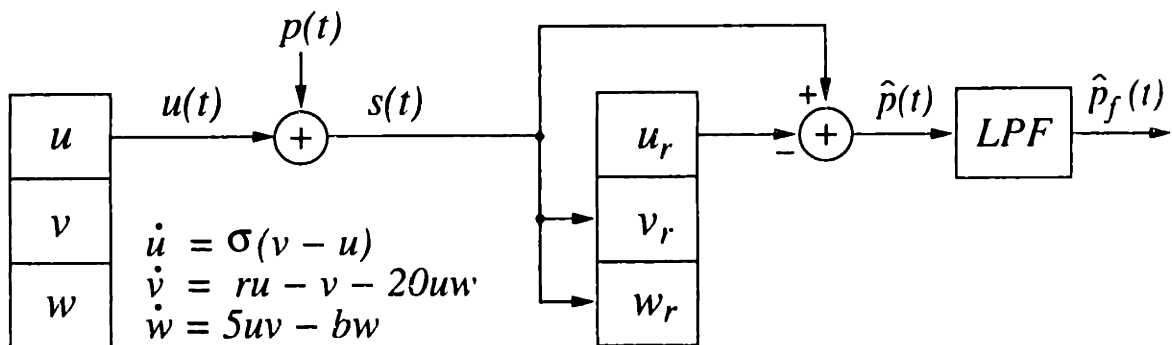 p(t)
u(t)
s(t)
+
p̂(t)
p̂_f(t)
u
+
u_r
−
+
LPF
v
v_r
w
w_r
u̇ = σ(v − u)
v̇ = ru − v − 20uw
ẇ = 5uv − bw